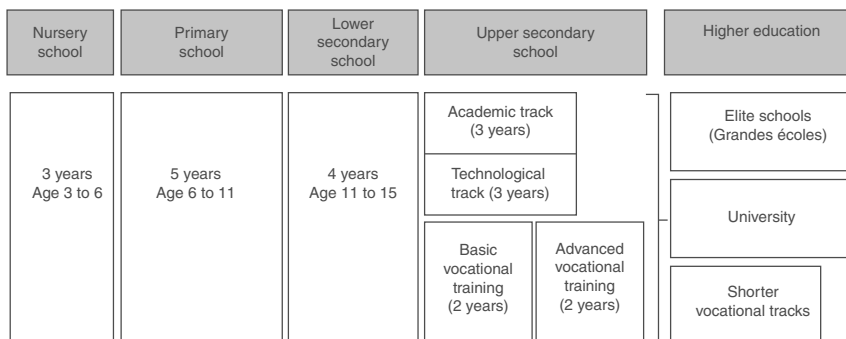 Nursery
school
Primary
school
Lower
secondary
school
Upper secondary
school
Higher education
3 years
Age 3 to 6
5 years
Age 6 to 11
4 years
Age 11 to 15
Academic track
(3 years)
Technological
track (3 years)
Basic
vocational
training
(2 years)
Advanced
vocational
training
(2 years)
Elite schools
(Grandes écoles)
University
Shorter
vocational tracks